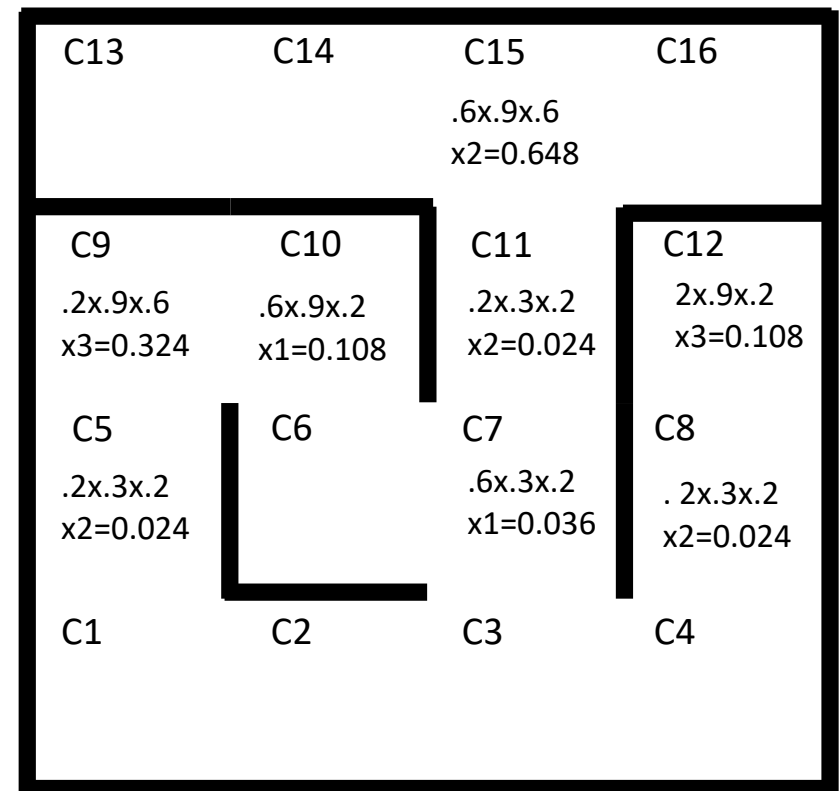 C13 C14 C15 C16
.6x.9x.6
x2=0.648
C9 C10 C11 C12
.2x.9x.6 .6x.9x.2 .2x.3x.2 2x.9x.2
x3=0.324 x1=0.108 x2=0.024 x3=0.108
C5 C6 C7 C8
.2x.3x.2 .6x.3x.2 . 2x.3x.2
x2=0.024 x1=0.036 x2=0.024
C1 C2 C3 C4